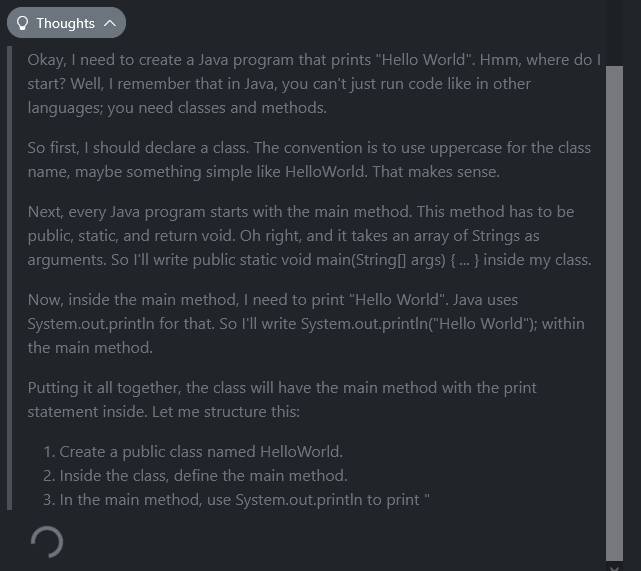 Thoughts
Okay, I need to create a Java program that prints "Hello World". Hmm, where do I
start? Well, I remember that in Java, you can't just run code like in other
languages; you need classes and methods.
So first, I should declare a class. The convention is to use uppercase for the class
name, maybe something simple like HelloWorld. That makes sense.
Next, every Java program starts with the main method. This method has to be
public, static, and return void. Oh right, and it takes an array of Strings as
arguments. So I'll write public static void main(String[] args) { ... } inside my class.
Now, inside the main method, I need to print "Hello World". Java uses
System.out.println for that. So I'll write System.out.println("Hello World"); within
the main method.
Putting it all together, the class will have the main method with the print
statement inside. Let me structure this:
1. Create a public class named HelloWorld.
2. Inside the class, define the main method.
3. In the main method, use System.out.println to print "